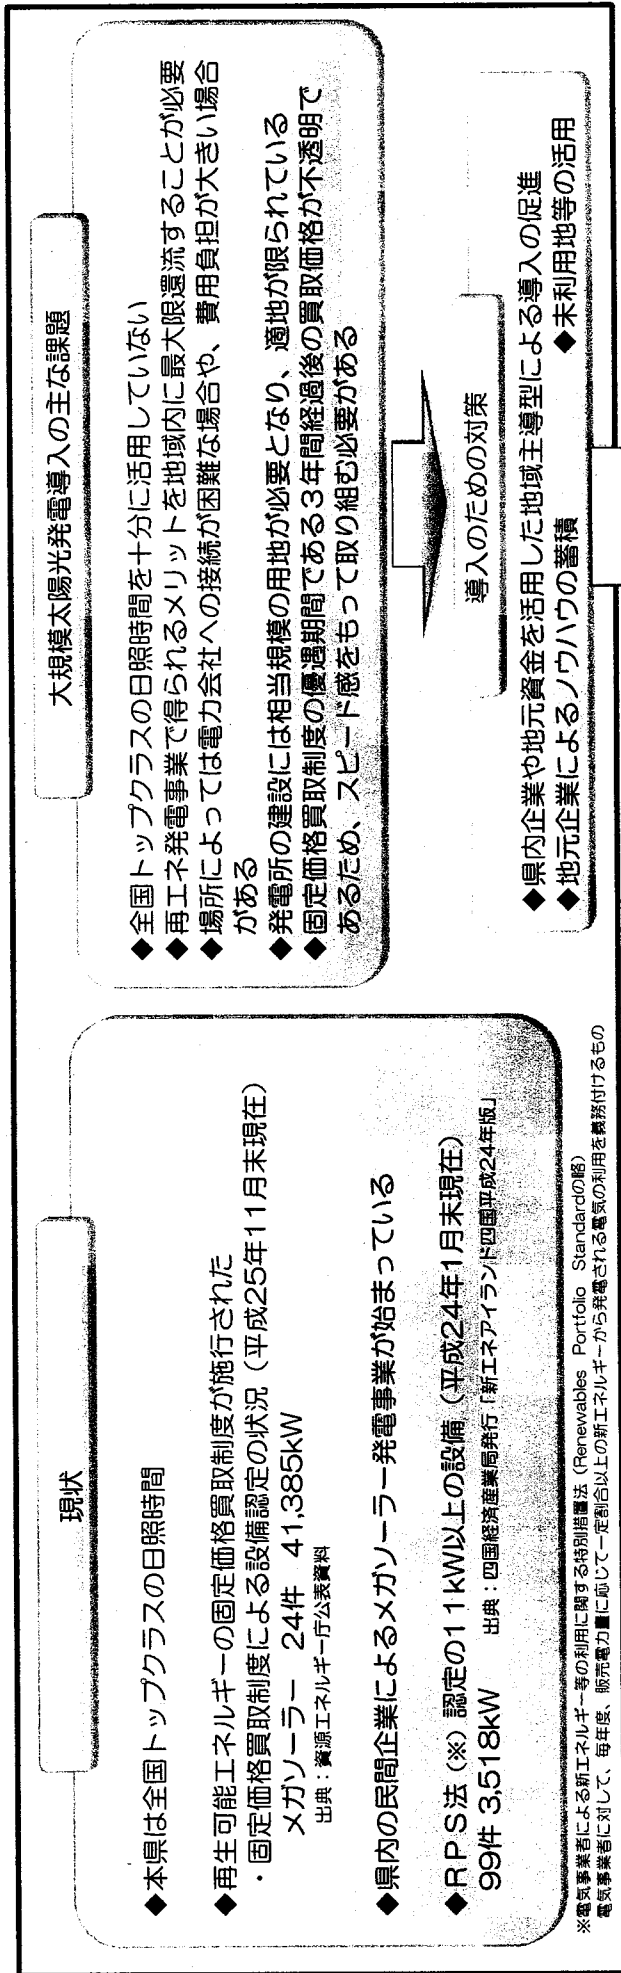 現状
◆本県は全国トップクラスの日照時間
◆再生可能エネルギーの固定価格買取制度が施行された
・固定価格買取制度による設備認定の状況（平成25年11月末現在）
メガソーラー　24件　41,385kW
出典：資源エネルギー庁公表資料
◆県内の民間企業によるメガソーラー発電事業が始まっている
◆ＲＰＳ法（※）認定の１１kW以上の設備（平成24年1月末現在）
99件 3,518kW　出典：四国経済産業局発行「新エネアイランド四国平成24年版」
※電気事業者による新エネルギー等の利用に関する特別措置法（Renewables Portfolio Standardの略）
電気事業者に対して、毎年度、販売電力量に応じて一定割合以上の新エネルギーから発電される電気の利用を義務付けるもの
大規模太陽光発電導入の主な課題
◆全国トップクラスの日照時間を十分に活用していない
◆再エネ発電事業で得られるメリットを地域内に最大限還流することが必要
◆場所によっては電力会社への接続が困難な場合や、費用負担が大きい場合
がある
◆発電所の建設には相当規模の用地が必要となり、適地が限られている
◆固定価格買取制度の優遇期間である３年間経過後の買取価格が不透明で
あるため、スピード感をもって取り組む必要がある
導入のための対策
◆県内企業や地元資金を活用した地域主導型による導入の促進
◆地元企業によるノウハウの蓄積　◆未利用地等の活用